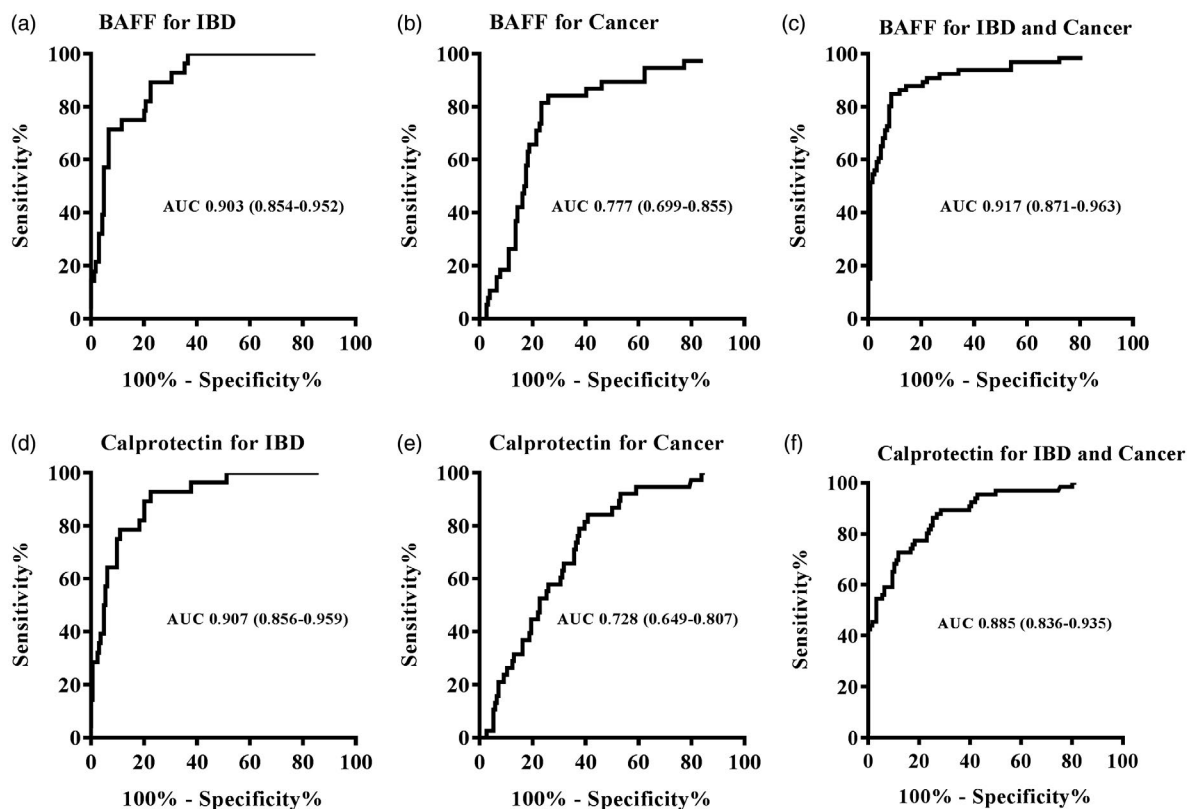 (a)
BAFF for IBD
100
80
60
40
20
0
Sensitivity%
AUC 0.903 (0.854-0.952)
0 20 40 60 80 100
100% - Specificity%
(b)
BAFF for Cancer
100
80
60
40
20
0
Sensitivity%
AUC 0.777 (0.699-0.855)
0 20 40 60 80 100
100% - Specificity%
(c)
BAFF for IBD and Cancer
100
80
60
40
20
0
Sensitivity%
AUC 0.917 (0.871-0.963)
0 20 40 60 80 100
100% - Specificity%
(d)
Calprotectin for IBD
100
80
60
40
20
0
Sensitivity%
AUC 0.907 (0.856-0.959)
0 20 40 60 80 100
100% - Specificity%
(e)
Calprotectin for Cancer
100
80
60
40
20
0
Sensitivity%
AUC 0.728 (0.649-0.807)
0 20 40 60 80 100
100% - Specificity%
(f)
Calprotectin for IBD and Cancer
100
80
60
40
20
0
Sensitivity%
AUC 0.885 (0.836-0.935)
0 20 40 60 80 100
100% - Specificity%